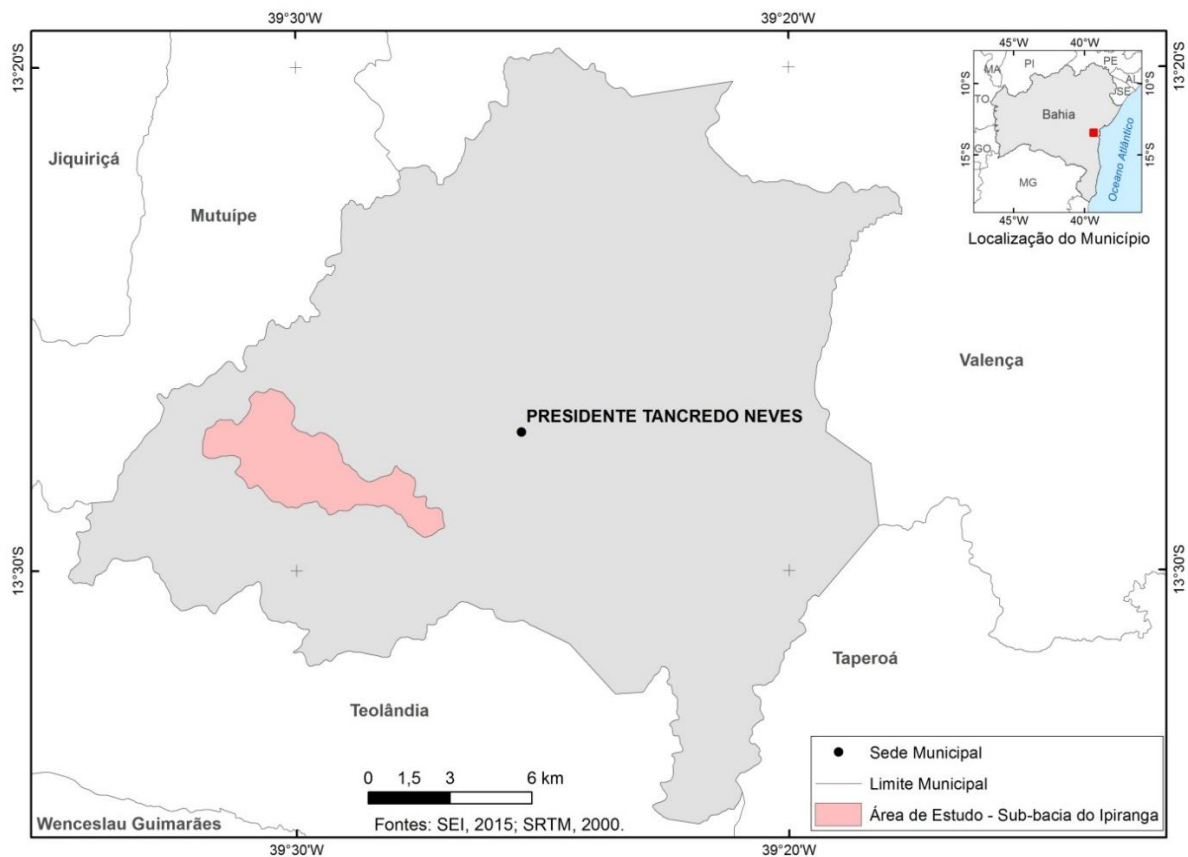 39°30'W
39°20'W
13°20'S
13°20'S
45°W
40°W
MA
PI
PE
AL
SE
10°S
10°S
TO
Bahia
15°S
15°S
GO
MG
Oceano Atlântico
45°W
40°W
Localização do Município
Jiquiriçá
Mutuípe
Valença
PRESIDENTE TANCREDO NEVES
13°30'S
13°30'S
Taperoá
Teolândia
Wenceslau Guimarães
0 1,5 3 6 km
Fontes: SEI, 2015; SRTM, 2000.
Sede Municipal
Limite Municipal
Área de Estudo - Sub-bacia do Ipiranga
39°30'W
39°20'W